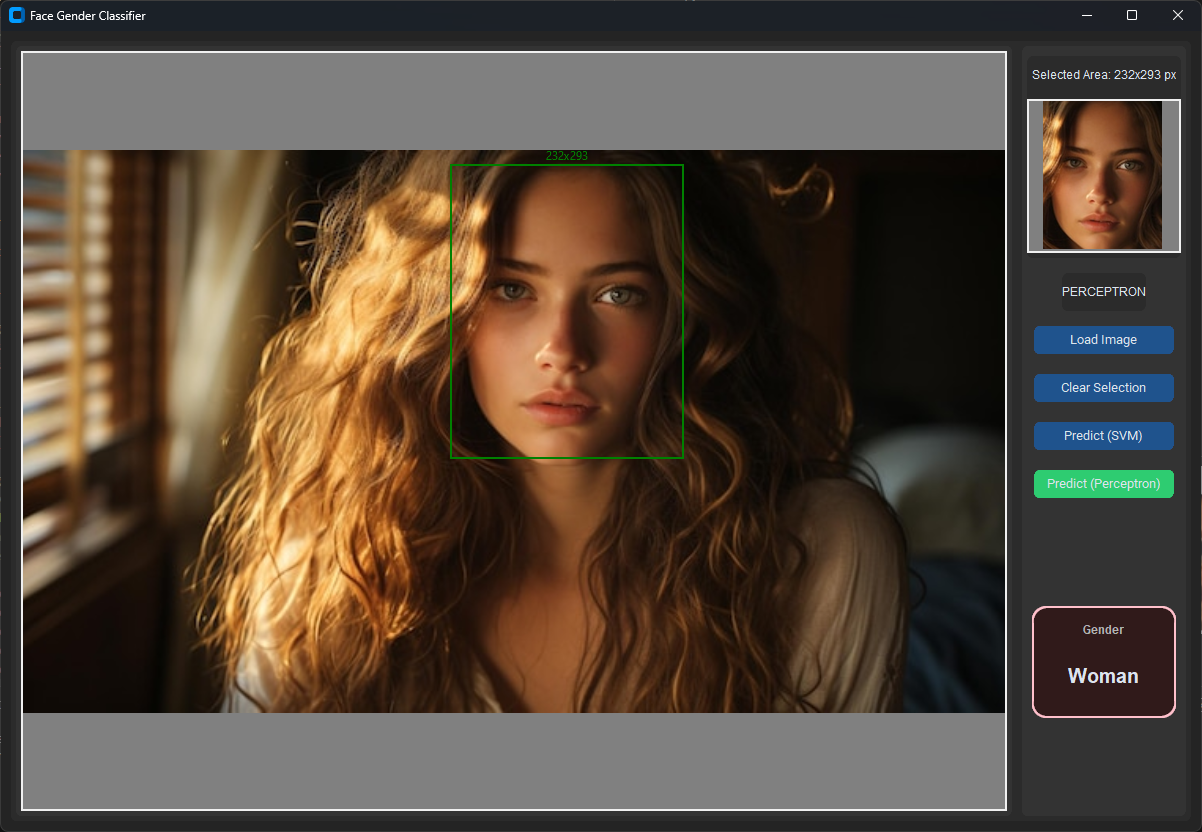 Face Gender Classifier
232x293
Selected Area: 232x293 px
PERCEPTRON
Load Image
Clear Selection
Predict (SVM)
Predict (Perceptron)
Gender
Woman